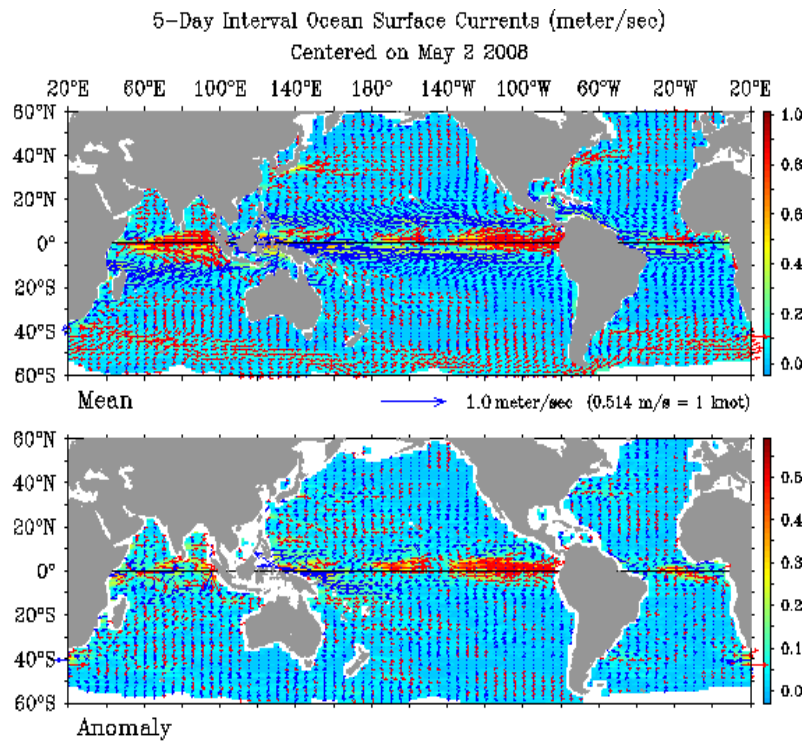 5-Day Interval Ocean Surface Currents (meter/sec)
Centered on May 2 2008
20°E 60°E 100°E 140°E 180° 140°W 100°W 60°W 20°W 20°E
60°N
40°N
20°N
0°
20°S
40°S
60°S
1.0
0.8
0.6
0.4
0.2
0.0
Mean
1.0 meter/sec (0.514 m/s = 1 knot)
60°N
40°N
20°N
0°
20°S
40°S
60°S
0.5
0.4
0.3
0.2
0.1
0.0
Anomaly